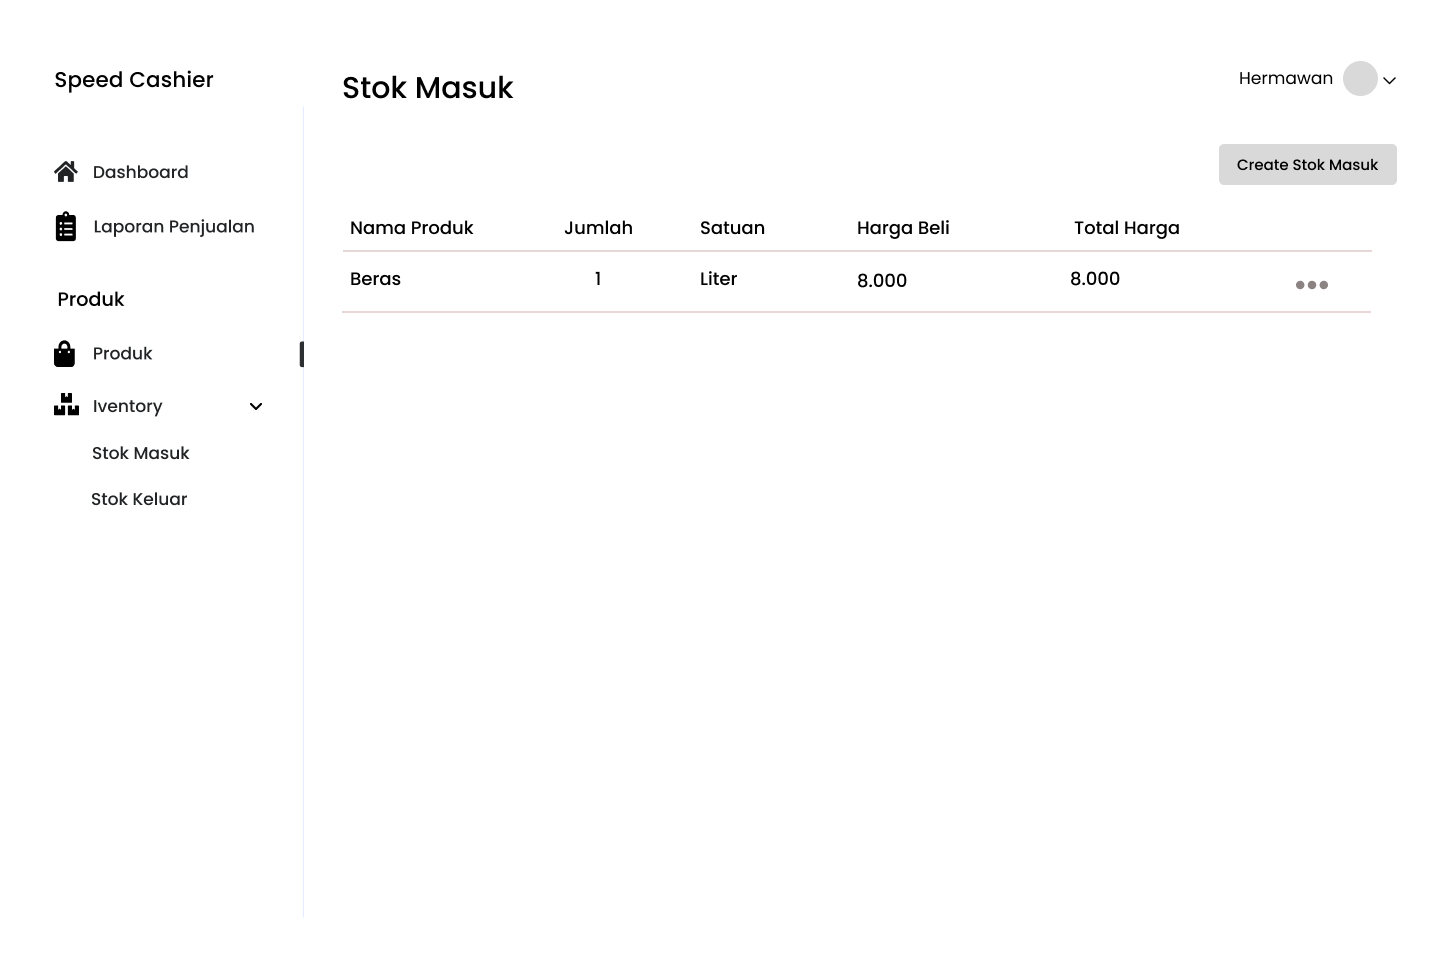 Speed Cashier
Dashboard
Laporan Penjualan
Produk
Produk
Iventory
Stok Masuk
Stok Keluar
Stok Masuk
Hermawan
Create Stok Masuk
Nama Produk Jumlah Satuan Harga Beli Total Harga
Beras 1 Liter 8.000 8.000